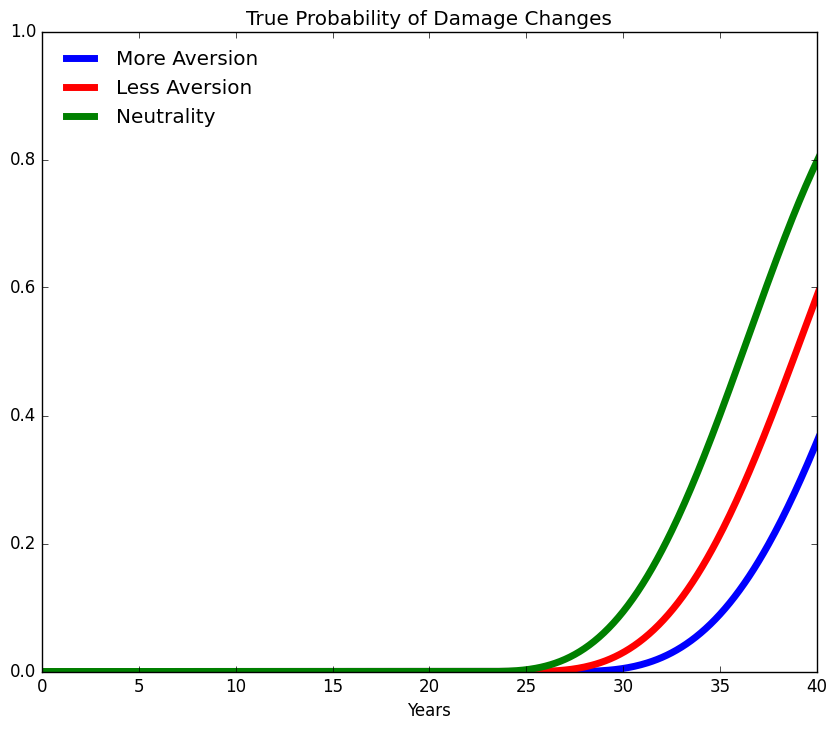 True Probability of Damage Changes
1.0
More Aversion
Less Aversion
Neutrality
0.8
0.6
0.4
0.2
0.0
0 5 10 15 20 25 30 35 40
Years